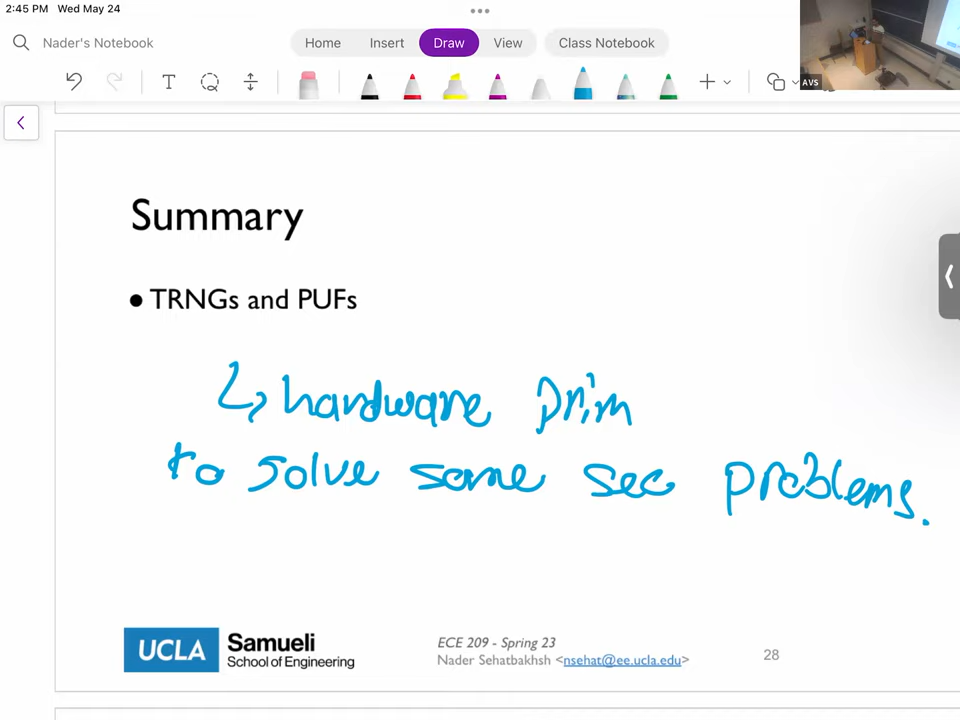 2:45 PM Wed May 24
Nader's Notebook
Home Insert Draw View Class Notebook
T
AVS
Summary
• TRNGs and PUFs
↳ hardware prim
to solve some sec problems.
UCLA Samueli
School of Engineering
ECE 209 - Spring 23
Nader Sehatbakhsh <nsehat@ee.ucla.edu>
28